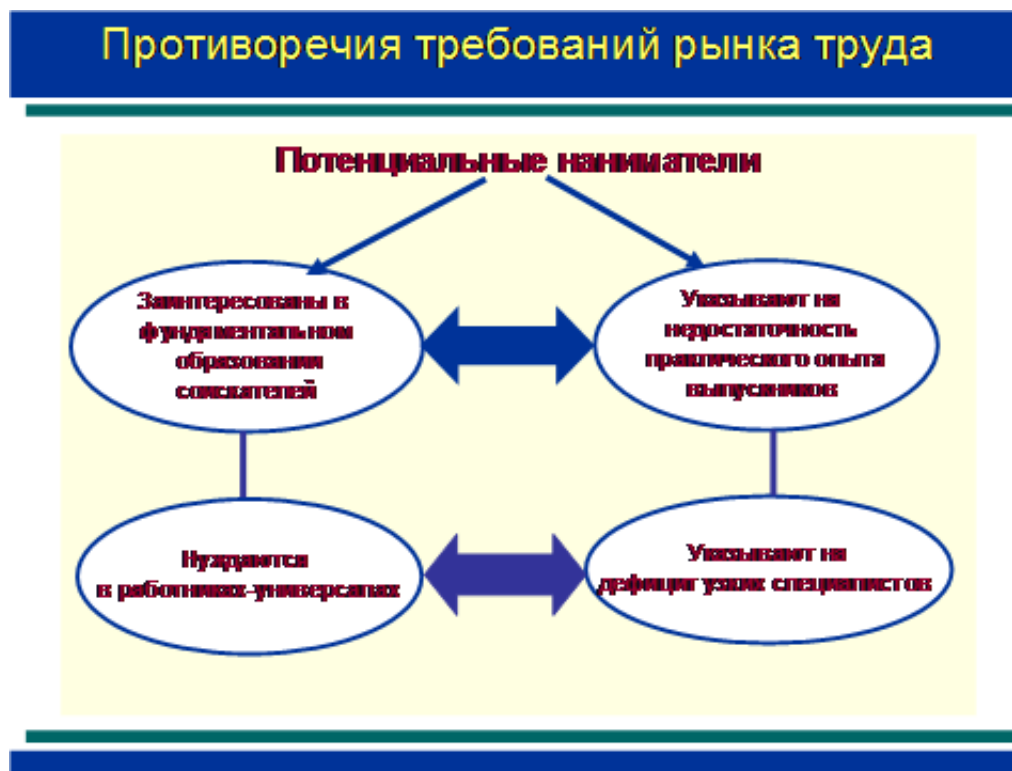 Противоречия требований рынка труда
Потенциальные наниматели
Заинтересованы в
фундаментальном
образовании
соискателей
Указывают на
недостаточность
практического опыта
выпускников
Нуждаются
в работниках-универсалах
Указывают на
дефицит узких специалистов